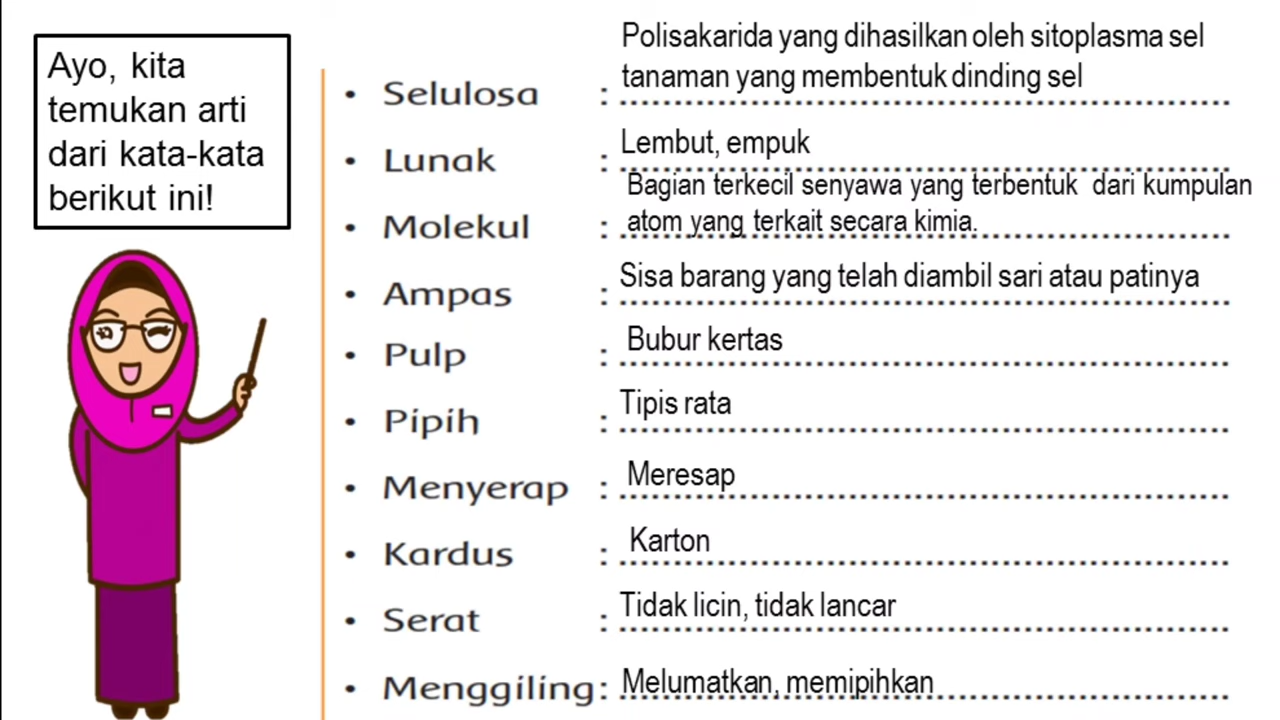 Ayo, kita
temukan arti
dari kata-kata
berikut ini!
Polisakarida yang dihasilkan oleh sitoplasma sel
• Selulosa : tanaman yang membentuk dinding sel
• Lunak : Lembut, empuk
Bagian terkecil senyawa yang terbentuk dari kumpulan
• Molekul : atom yang terkait secara kimia.
• Ampas : Sisa barang yang telah diambil sari atau patinya
• Pulp : Bubur kertas
• Pipih : Tipis rata
• Menyerap : Meresap
• Kardus : Karton
• Serat : Tidak licin, tidak lancar
• Menggiling : Melumatkan, memipihkan